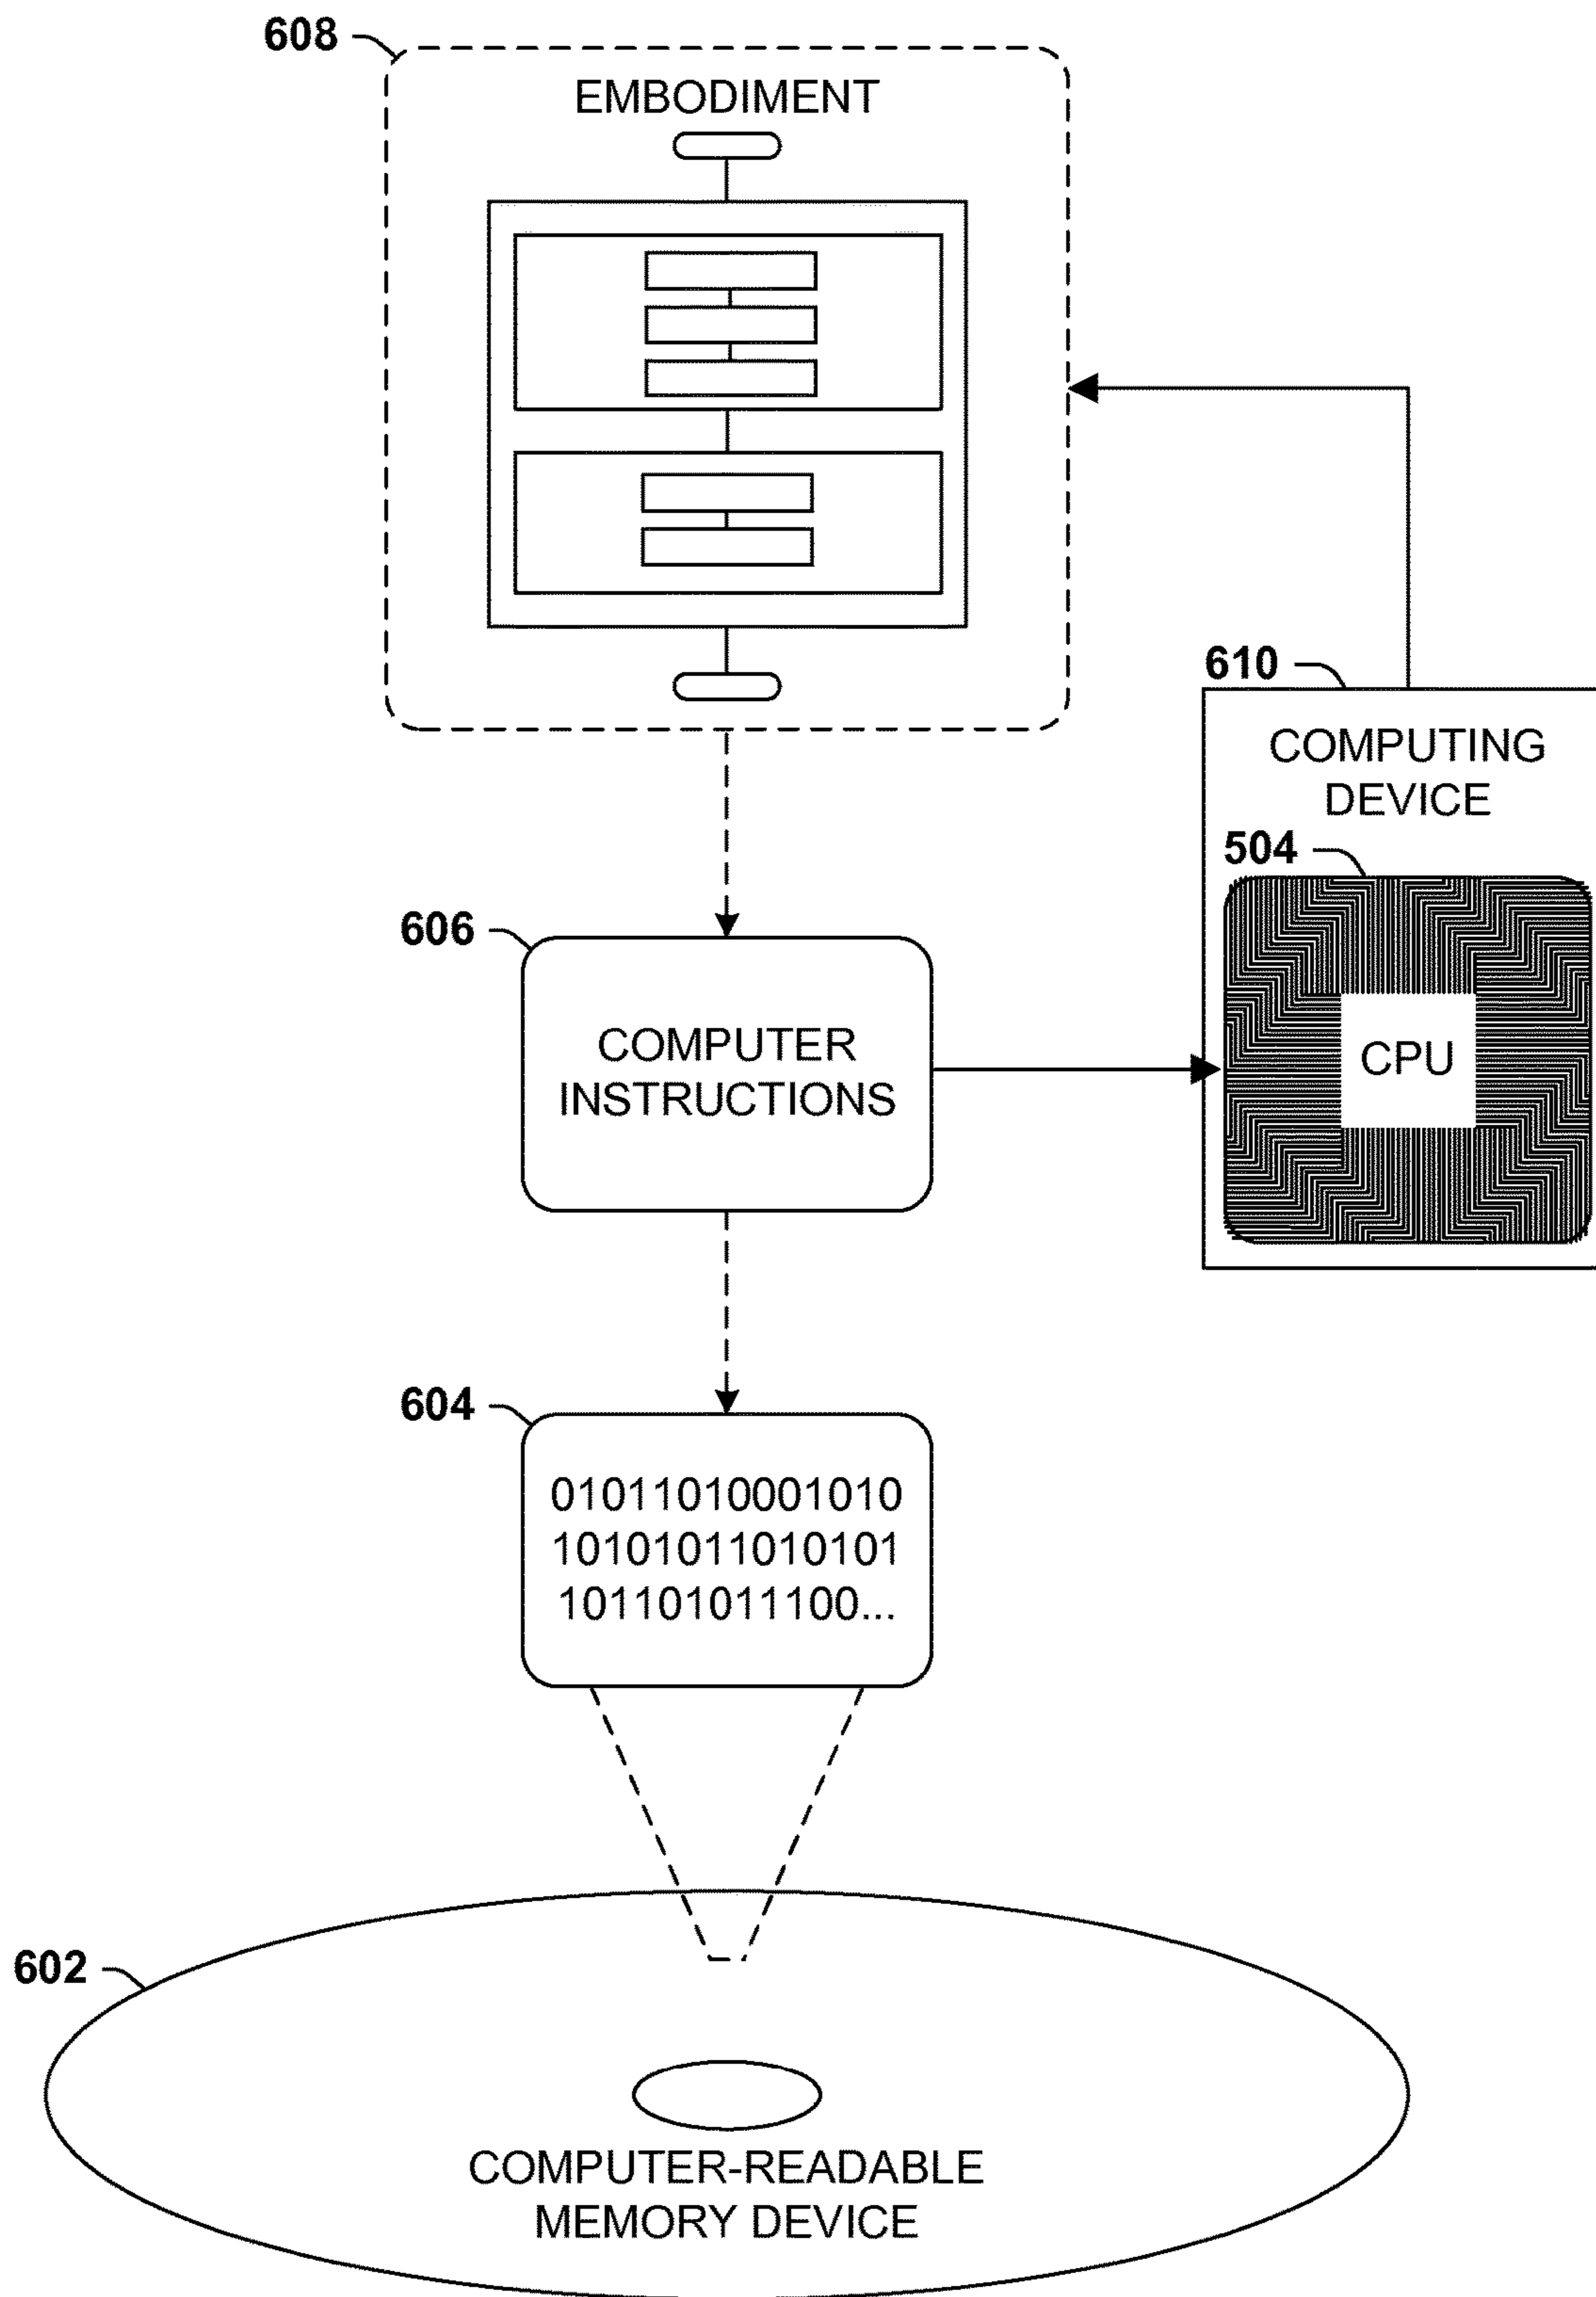 608
EMBODIMENT
610
COMPUTING
DEVICE
504
CPU
606
COMPUTER
INSTRUCTIONS
604
01011010001010
10101011010101
101101011100...
602
COMPUTER-READABLE
MEMORY DEVICE